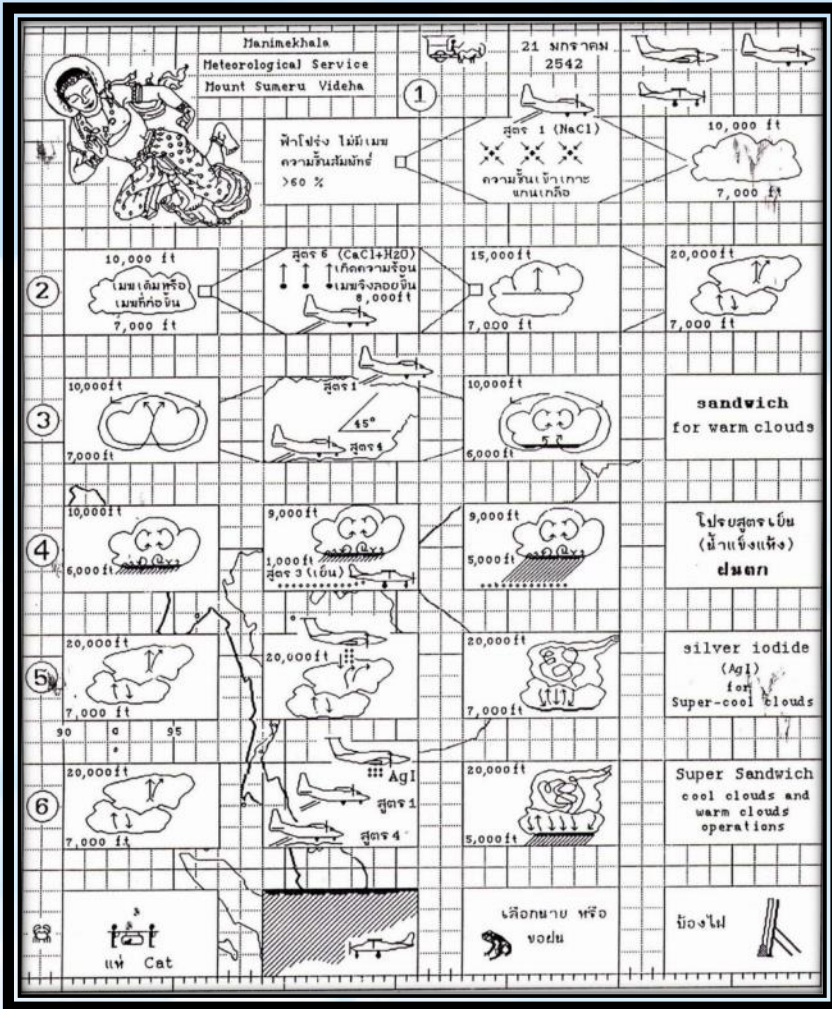 Manimekhala
Meteorological Service
Mount Sumeru Videha
21 มกราคม
2542
1
ฟ้าโปร่ง ไม่มีเมฆ
ความชื้นสัมพัทธ์
>60 %
สูตร 1 (NaCl)
ความชื้นเข้าเกาะ
แกนเกลือ
10,000 ft
7,000 ft
2
10,000 ft
เมฆเดิมหรือ
เมฆที่ก่อขึ้น
7,000 ft
สูตร 6 (CaCl+H2O)
เกิดความร้อน
เมฆจึงลอยขึ้น
8,000ft
15,000ft
7,000 ft
20,000ft
7,000 ft
3
10,000ft
7,000ft
สูตร1
45°
สูตร4
10,000ft
6,000ft
sandwich
for warm clouds
4
10,000ft
6,000ft
9,000ft
1,000ft
สูตร3(เย็น)
9,000ft
5,000ft
โปรยสูตรเย็น
(น้ำแข็งแห้ง)
ฝนตก
5
20,000ft
7,000 ft
20,000ft
20,000ft
7,000ft
silver iodide
(AgI)
for
Super-cool clouds
90
95
6
20,000ft
7,000 ft
AgI
สูตร1
สูตร4
20,000ft
5,000ft
Super Sandwich
cool clouds and
warm clouds
operations
แห่ Cat
เลือกนาย หรือ
ขอฝน
บ้องไฟ